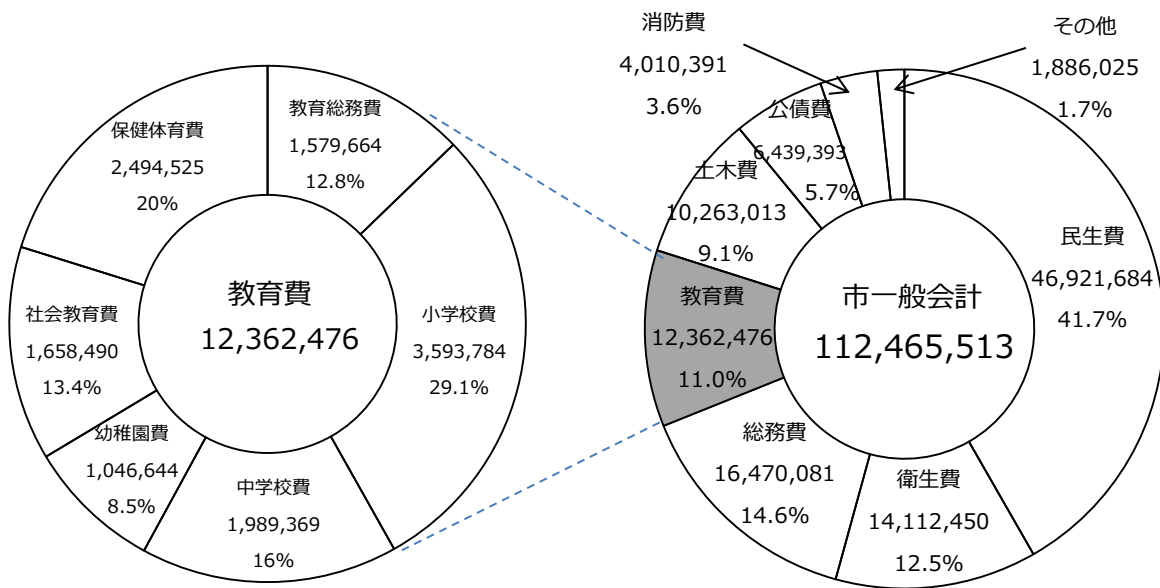 教育費
12,362,476
教育総務費
1,579,664
12.8%
小学校費
3,593,784
29.1%
中学校費
1,989,369
16%
幼稚園費
1,046,644
8.5%
社会教育費
1,658,490
13.4%
保健体育費
2,494,525
20%
市一般会計
112,465,513
民生費
46,921,684
41.7%
衛生費
14,112,450
12.5%
総務費
16,470,081
14.6%
教育費
12,362,476
11.0%
土木費
10,263,013
9.1%
公債費
6,439,393
5.7%
消防費
4,010,391
3.6%
その他
1,886,025
1.7%